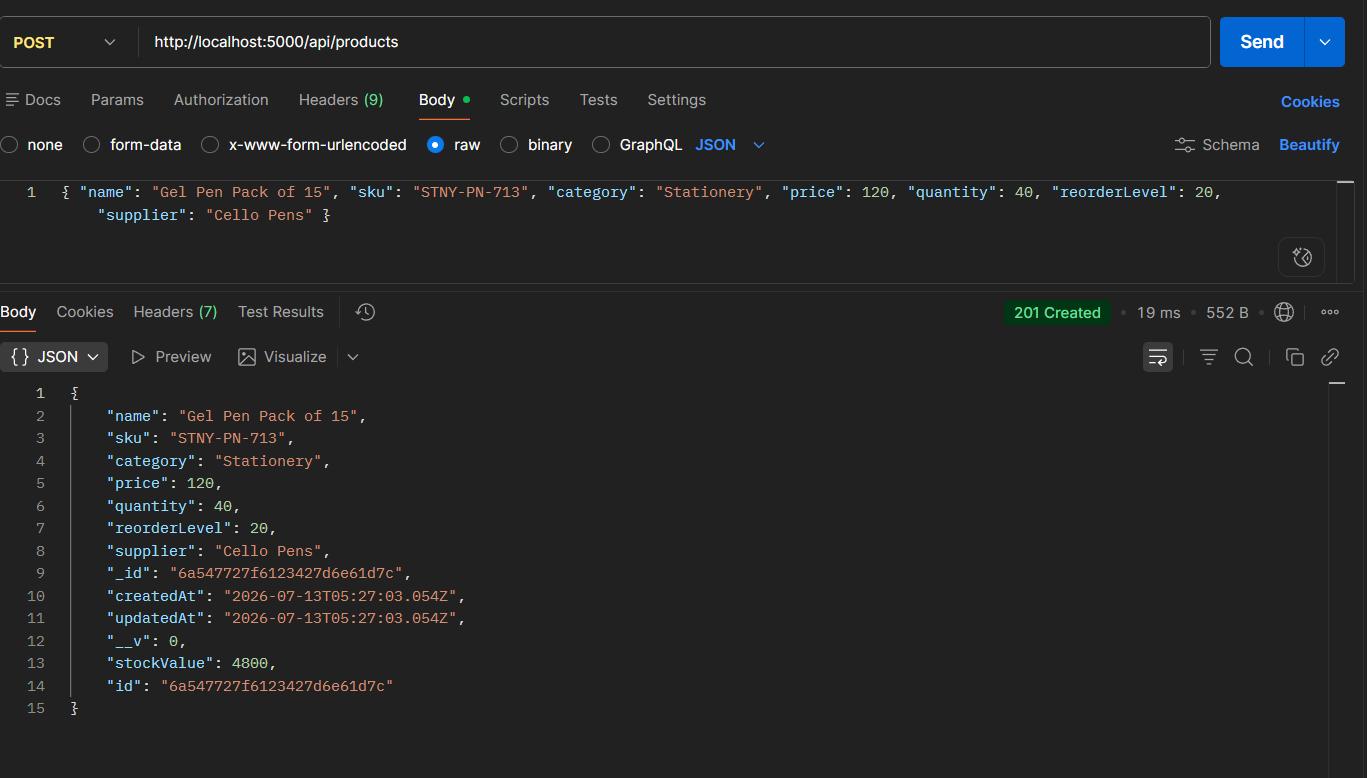 POST http://localhost:5000/api/products Send
Docs Params Authorization Headers (9) Body Scripts Tests Settings Cookies
none form-data x-www-form-urlencoded raw binary GraphQL JSON Schema Beautify
1 { "name": "Gel Pen Pack of 15", "sku": "STNY-PN-713", "category": "Stationery", "price": 120, "quantity": 40, "reorderLevel": 20,
"supplier": "Cello Pens" }
Body Cookies Headers (7) Test Results 201 Created • 19 ms • 552 B •
{} JSON Preview Visualize
1 {
2 "name": "Gel Pen Pack of 15",
3 "sku": "STNY-PN-713",
4 "category": "Stationery",
5 "price": 120,
6 "quantity": 40,
7 "reorderLevel": 20,
8 "supplier": "Cello Pens",
9 "_id": "6a547727f6123427d6e61d7c",
10 "createdAt": "2026-07-13T05:27:03.054Z",
11 "updatedAt": "2026-07-13T05:27:03.054Z",
12 "__v": 0,
13 "stockValue": 4800,
14 "id": "6a547727f6123427d6e61d7c"
15 }